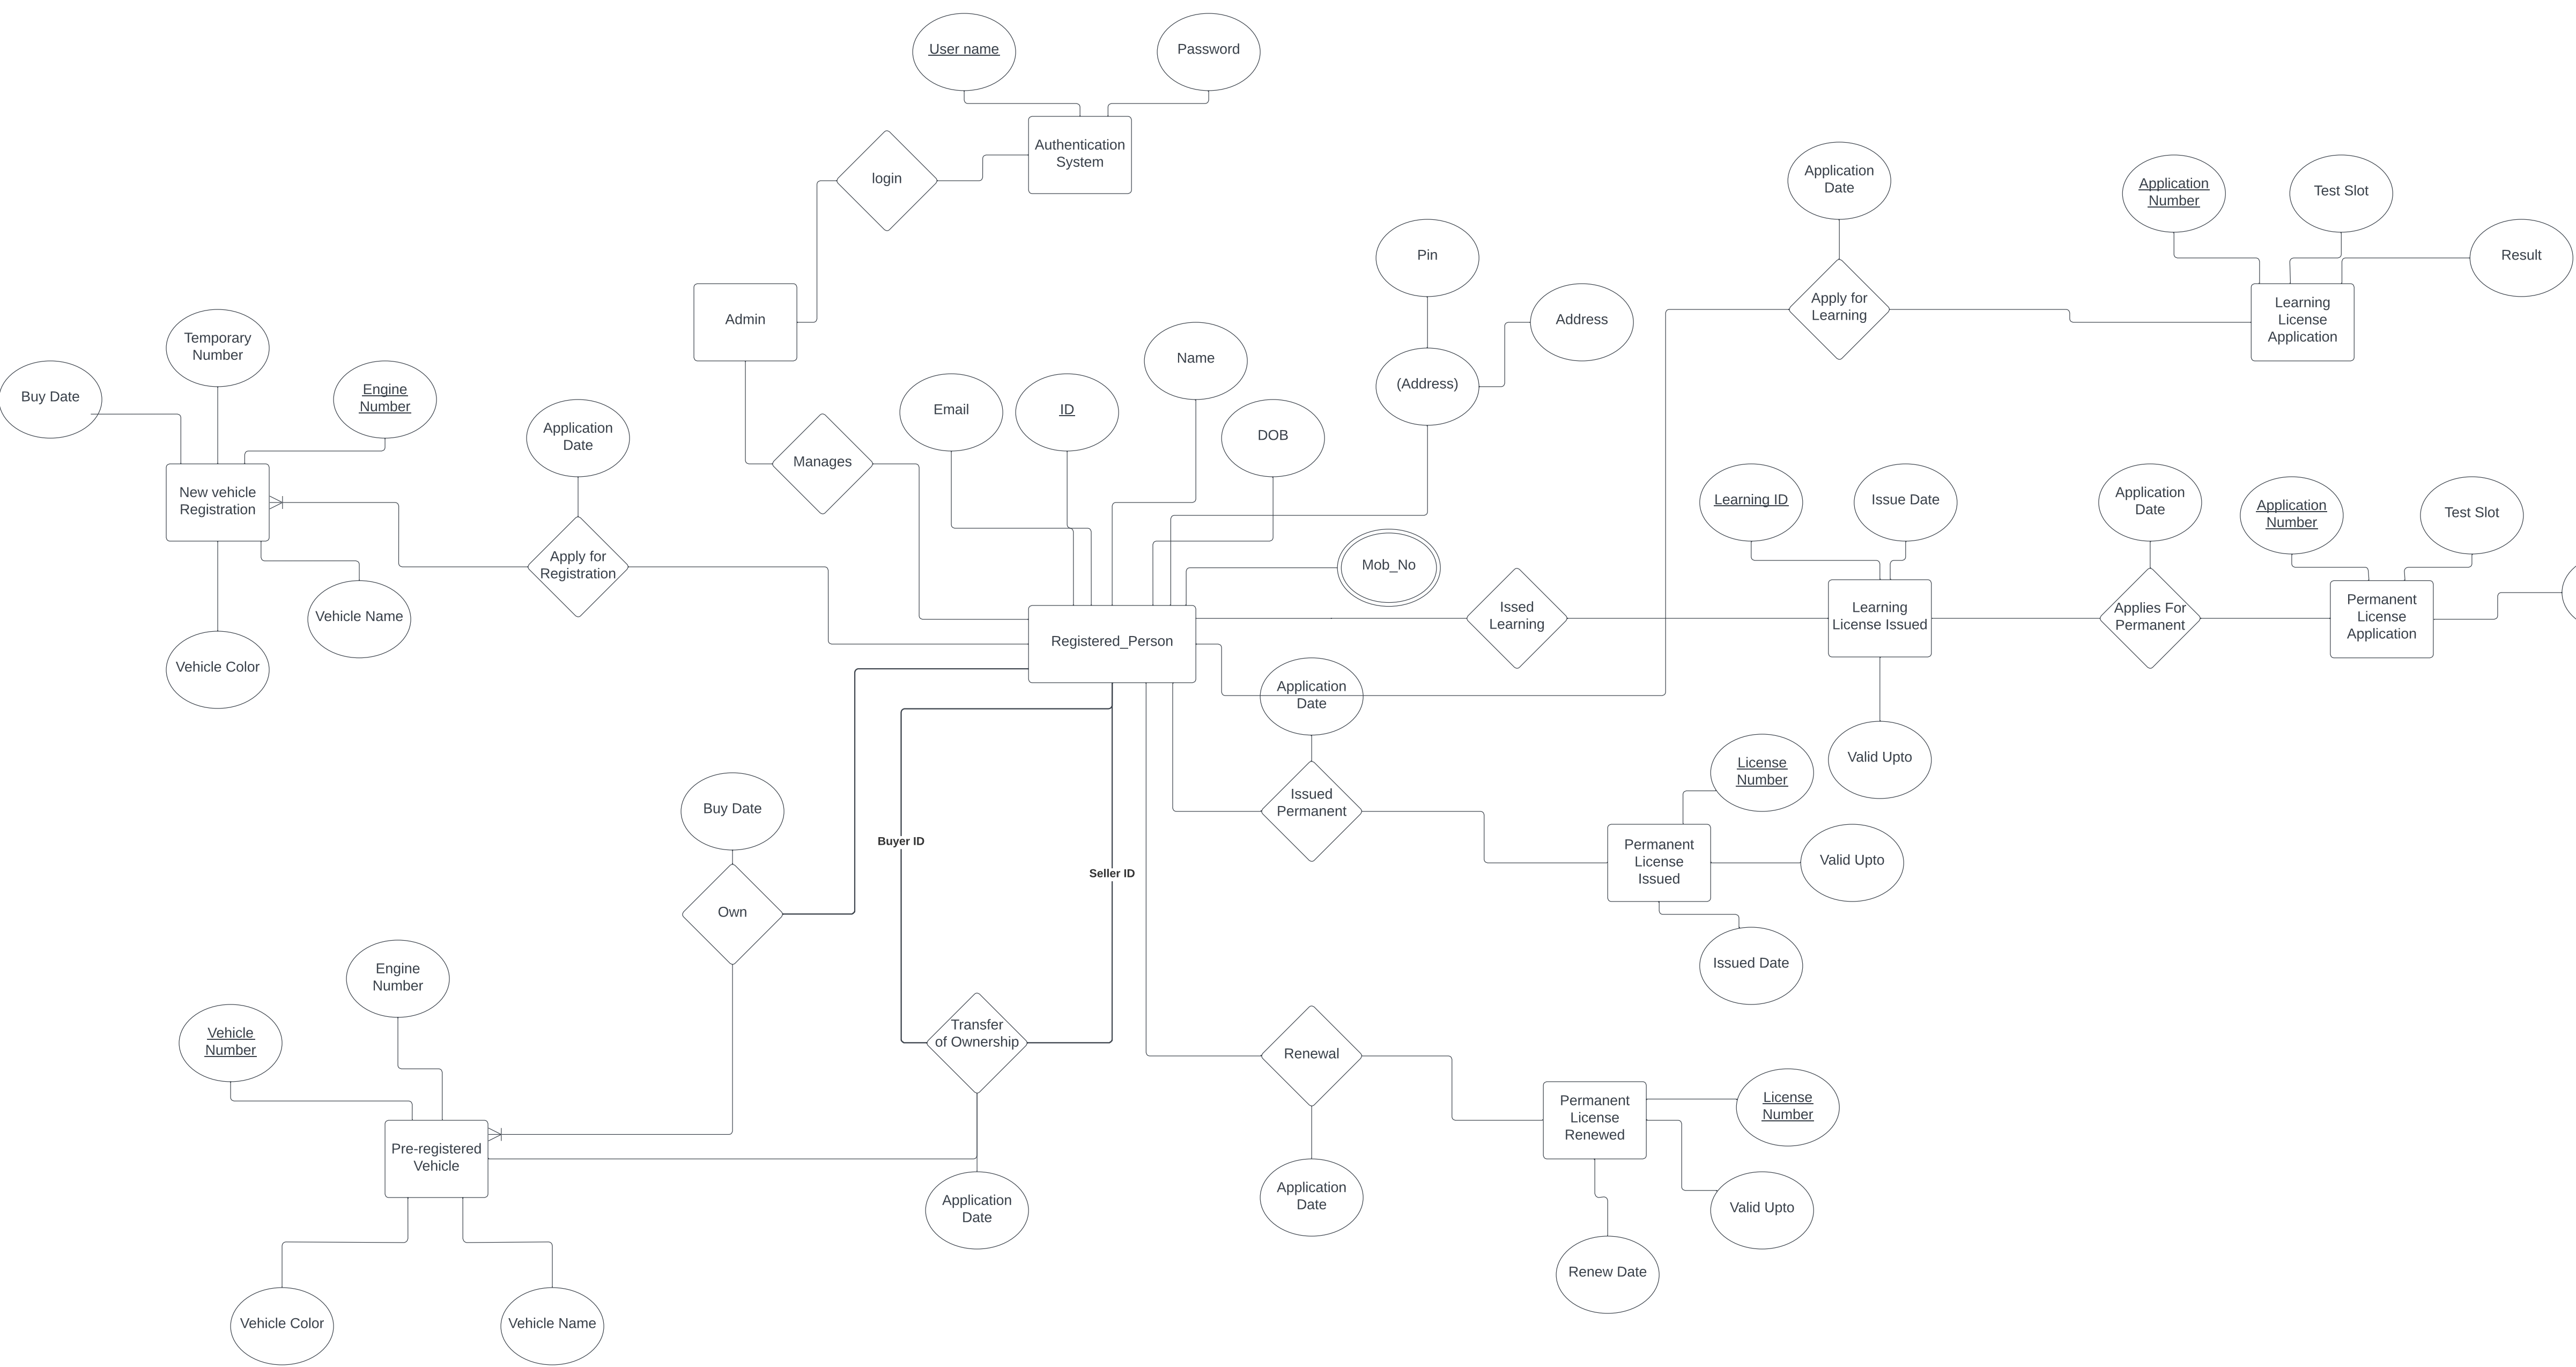 User name
Password
Authentication
System
login
Application
Date
Application
Number
Test Slot
Result
Pin
Apply for
Learning
Learning
License
Application
Admin
Address
Temporary
Number
Name
(Address)
Buy Date
Engine
Number
Email
ID
DOB
Application
Date
Manages
New vehicle
Registration
Learning ID
Issue Date
Application
Date
Application
Number
Test Slot
Apply for
Registration
Mob_No
Vehicle Name
Issed
Learning
Learning
License Issued
Applies For
Permanent
Permanent
License
Application
Registered_Person
Vehicle Color
Application
Date
Valid Upto
License
Number
Buy Date
Issued
Permanent
Buyer ID
Seller ID
Permanent
License
Issued
Valid Upto
Own
Issued Date
Engine
Number
Vehicle
Number
Transfer
of Ownership
Renewal
Permanent
License
Renewed
License
Number
Pre-registered
Vehicle
Application
Date
Application
Date
Valid Upto
Renew Date
Vehicle Color
Vehicle Name